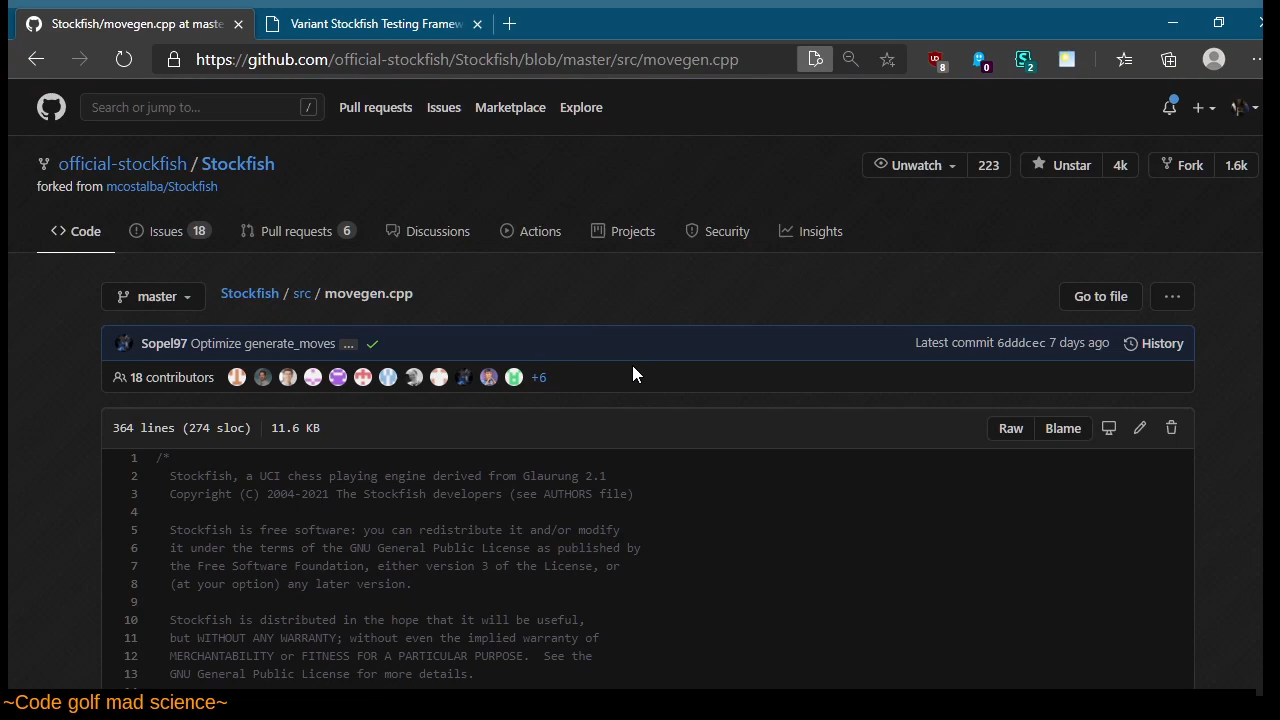 Stockfish/movegen.cpp at maste
Variant Stockfish Testing Framew
https://github.com/official-stockfish/Stockfish/blob/master/src/movegen.cpp
8
0
2
Search or jump to...
/
Pull requests
Issues
Marketplace
Explore
official-stockfish / Stockfish
forked from mcostalba/Stockfish
Unwatch
223
Unstar
4k
Fork
1.6k
Code
Issues 18
Pull requests 6
Discussions
Actions
Projects
Security
Insights
master
Stockfish / src / movegen.cpp
Go to file
...
Sopel97 Optimize generate_moves ...
Latest commit 6dddcec 7 days ago
History
18 contributors
+6
364 lines (274 sloc)
11.6 KB
Raw
Blame
1 /*
2 Stockfish, a UCI chess playing engine derived from Glaurung 2.1
3 Copyright (C) 2004-2021 The Stockfish developers (see AUTHORS file)
4
5 Stockfish is free software: you can redistribute it and/or modify
6 it under the terms of the GNU General Public License as published by
7 the Free Software Foundation, either version 3 of the License, or
8 (at your option) any later version.
9
10 Stockfish is distributed in the hope that it will be useful,
11 but WITHOUT ANY WARRANTY; without even the implied warranty of
12 MERCHANTABILITY or FITNESS FOR A PARTICULAR PURPOSE. See the
13 GNU General Public License for more details.
~Code golf mad science~